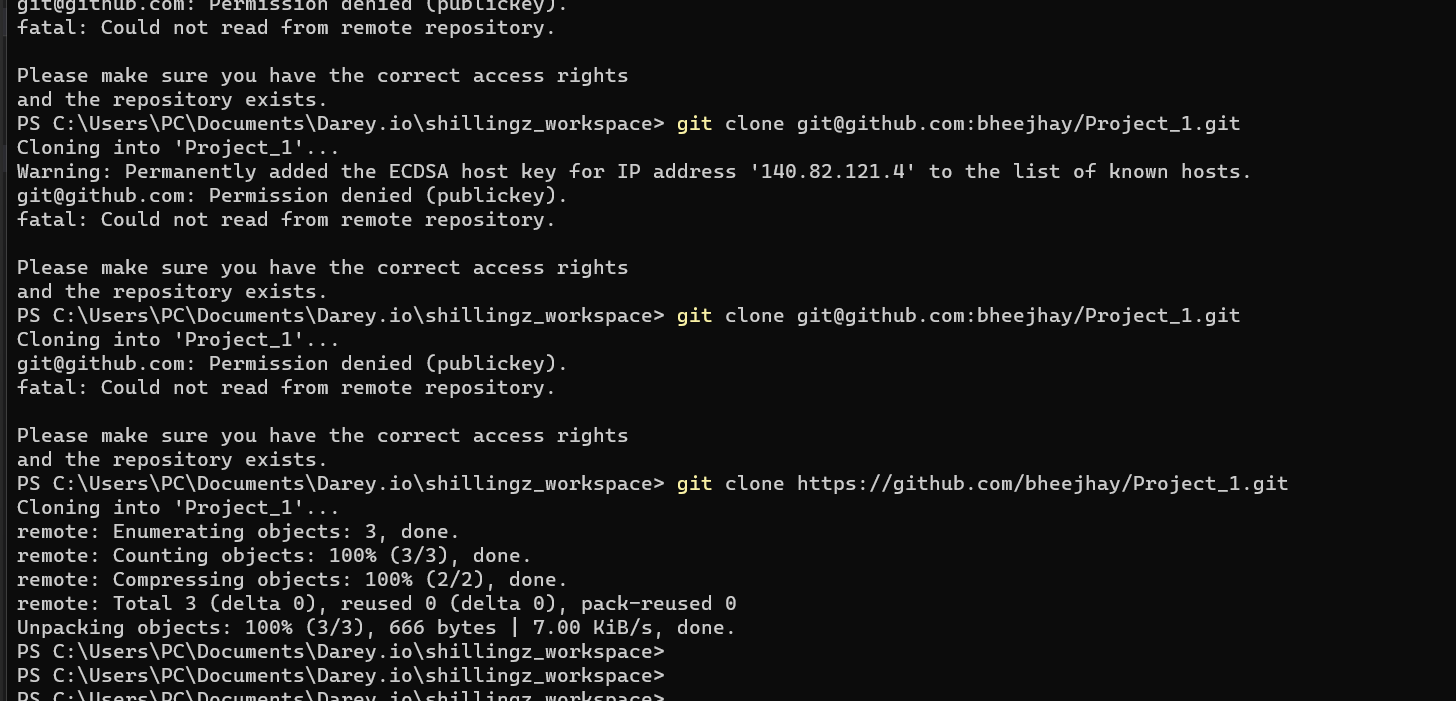 git@github.com: Permission denied (publickey).
fatal: Could not read from remote repository.
Please make sure you have the correct access rights
and the repository exists.
PS C:\Users\PC\Documents\Darey.io\shillingz_workspace> git clone git@github.com:bheejhay/Project_1.git
Cloning into 'Project_1'...
Warning: Permanently added the ECDSA host key for IP address '140.82.121.4' to the list of known hosts.
git@github.com: Permission denied (publickey).
fatal: Could not read from remote repository.
Please make sure you have the correct access rights
and the repository exists.
PS C:\Users\PC\Documents\Darey.io\shillingz_workspace> git clone git@github.com:bheejhay/Project_1.git
Cloning into 'Project_1'...
git@github.com: Permission denied (publickey).
fatal: Could not read from remote repository.
Please make sure you have the correct access rights
and the repository exists.
PS C:\Users\PC\Documents\Darey.io\shillingz_workspace> git clone https://github.com/bheejhay/Project_1.git
Cloning into 'Project_1'...
remote: Enumerating objects: 3, done.
remote: Counting objects: 100% (3/3), done.
remote: Compressing objects: 100% (2/2), done.
remote: Total 3 (delta 0), reused 0 (delta 0), pack-reused 0
Unpacking objects: 100% (3/3), 666 bytes | 7.00 KiB/s, done.
PS C:\Users\PC\Documents\Darey.io\shillingz_workspace>
PS C:\Users\PC\Documents\Darey.io\shillingz_workspace>
PS C:\Users\PC\Documents\Darey.io\shillingz_workspace>